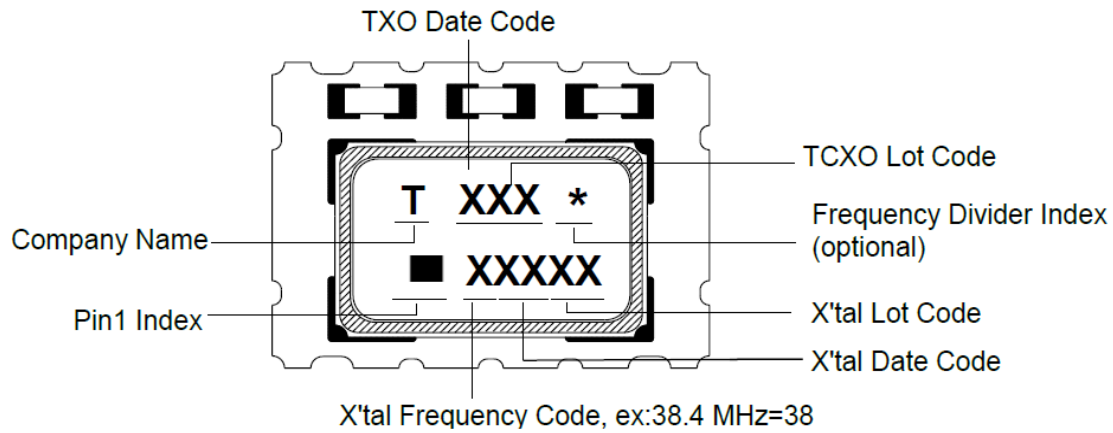 TXO Date Code
TCXO Lot Code
T XXX *
Frequency Divider Index
(optional)
Company Name
XXXXX
Pin1 Index
X'tal Lot Code
X'tal Date Code
X'tal Frequency Code, ex:38.4 MHz=38